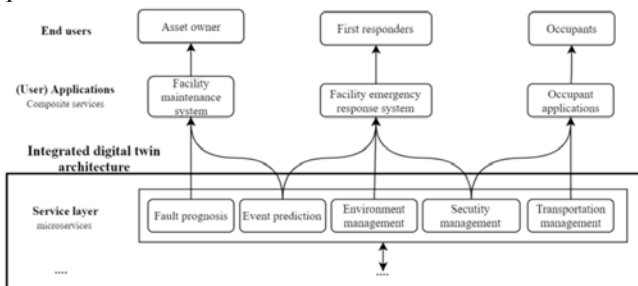 End users
Asset owner
First responders
Occupants
(User) Applications
Composite services
Facility
maintenance
system
Facility emergency
response system
Occupant
applications
Integrated digital twin
architecture
Service layer
microservices
Fault prognosis
Event prediction
Environment
management
Secutity
management
Transportation
management
....
....